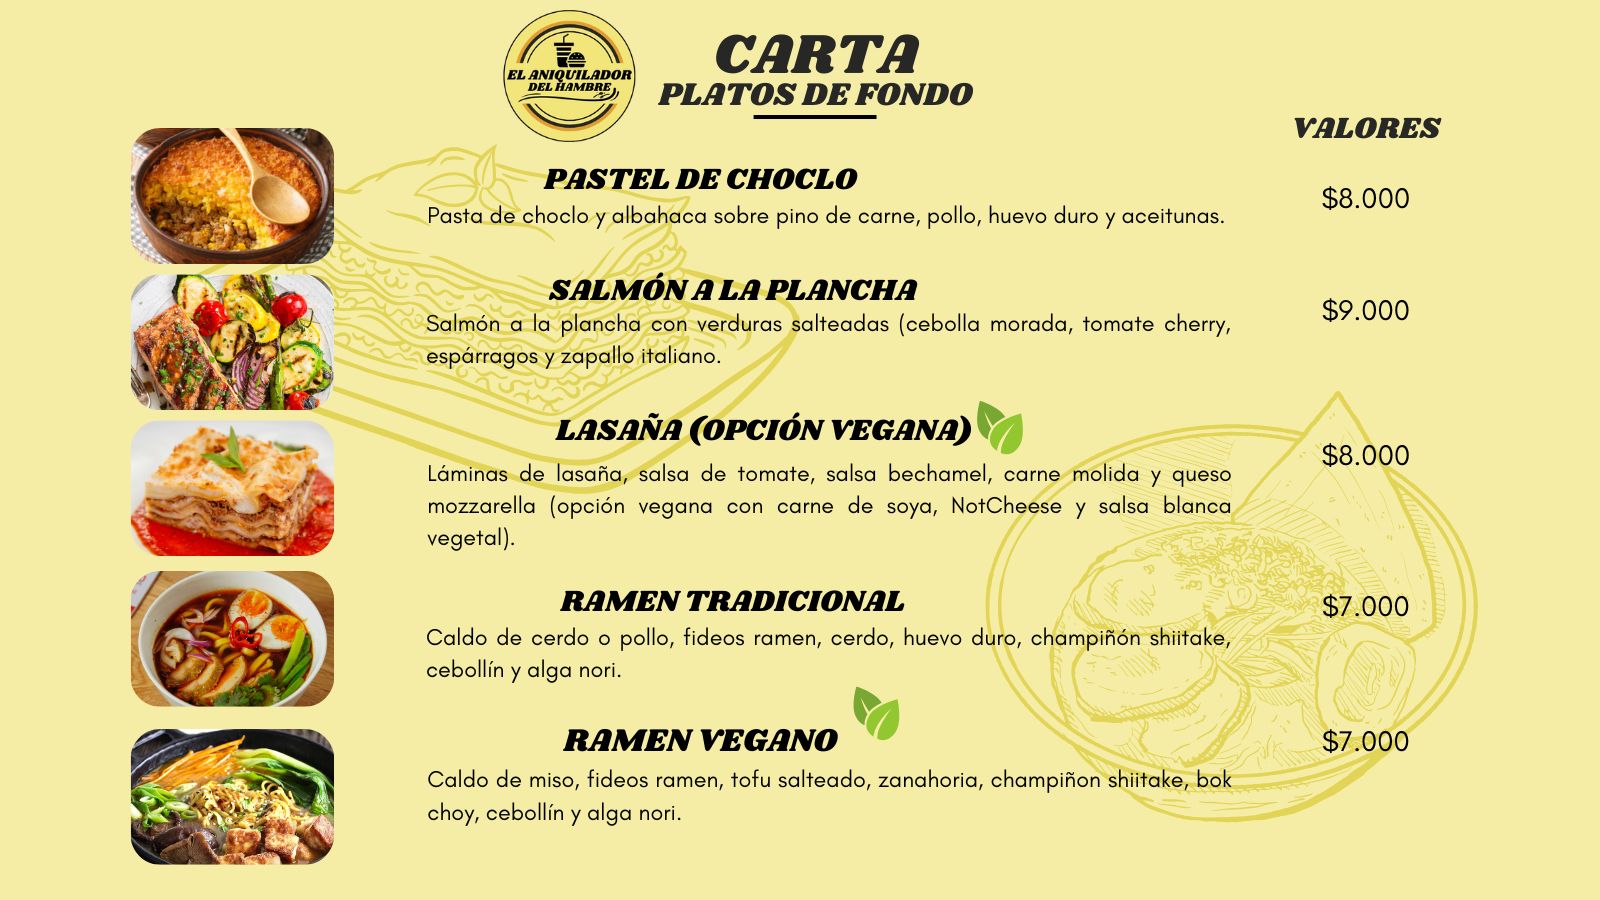 EL ANIQUILADOR
DEL HAMBRE
CARTA
PLATOS DE FONDO
VALORES
PASTEL DE CHOCLO
$8.000
Pasta de choclo y albahaca sobre pino de carne, pollo, huevo duro y aceitunas.
SALMÓN A LA PLANCHA
$9.000
Salmón a la plancha con verduras salteadas (cebolla morada, tomate cherry,
espárragos y zapallo italiano.
LASAÑA (OPCIÓN VEGANA)
$8.000
Láminas de lasaña, salsa de tomate, salsa bechamel, carne molida y queso
mozzarella (opción vegana con carne de soya, NotCheese y salsa blanca
vegetal).
RAMEN TRADICIONAL
$7.000
Caldo de cerdo o pollo, fideos ramen, cerdo, huevo duro, champiñón shiitake,
cebollín y alga nori.
RAMEN VEGANO
$7.000
Caldo de miso, fideos ramen, tofu salteado, zanahoria, champiñon shiitake, bok
choy, cebollín y alga nori.